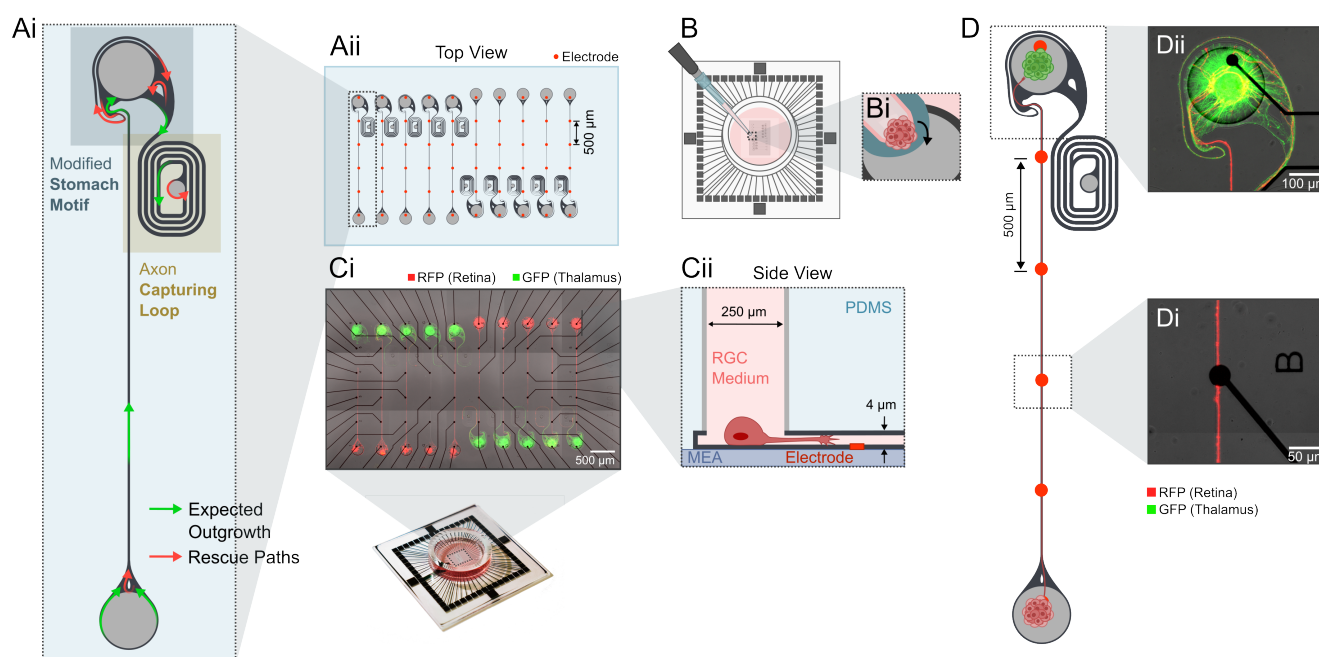 Ai
Modified
Stomach
Motif
Axon
Capturing
Loop
Expected
Outgrowth
Rescue Paths
Aii
Top View
Electrode
500 µm
B
Bi
Ci
RFP (Retina)
GFP (Thalamus)
500 µm
Cii
Side View
250 µm
PDMS
RGC
Medium
4 µm
MEA
Electrode
D
500 µm
Dii
100 µm
Di
B
50 µm
RFP (Retina)
GFP (Thalamus)